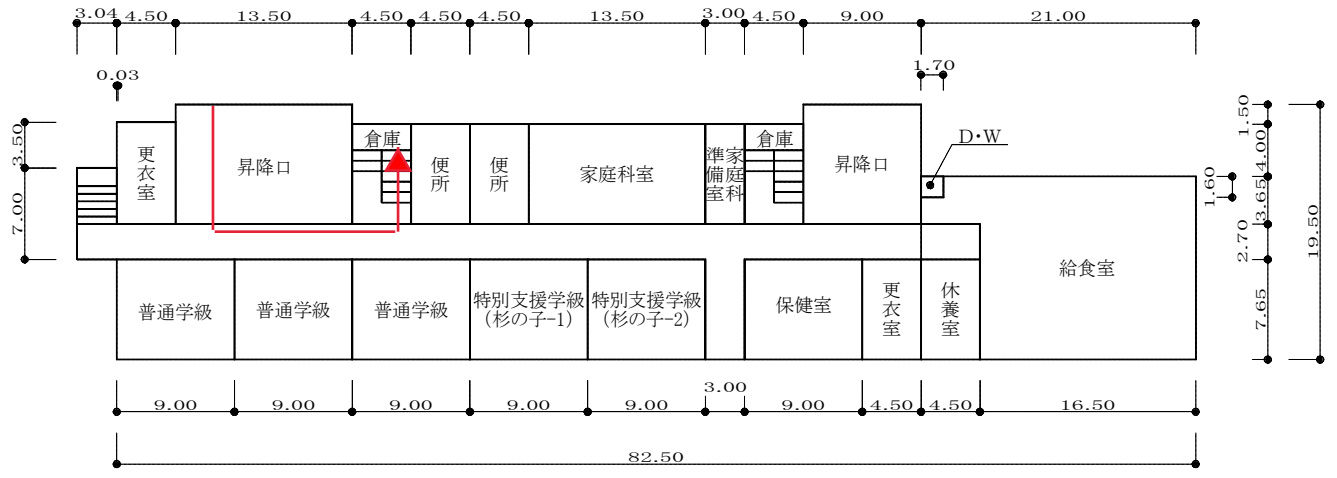 3.04 4.50 13.50 4.50 4.50 4.50 13.50 3.00 4.50 9.00 21.00
0.03
1.70
3.50
7.00
更衣室
昇降口
倉庫
便所
便所
家庭科室
家庭科準備室
倉庫
昇降口
D・W
1.60
1.50
4.00
3.65
2.70
7.65
19.50
給食室
普通学級
普通学級
普通学級
特別支援学級
(杉の子-1)
特別支援学級
(杉の子-2)
保健室
更衣室
休養室
3.00
9.00 9.00 9.00 9.00 9.00 9.00 4.50 4.50 16.50
82.50